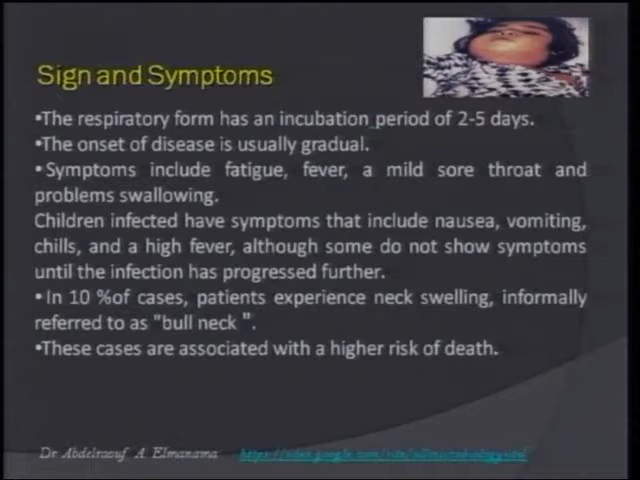 Sign and Symptoms
•The respiratory form has an incubation period of 2-5 days.
•The onset of disease is usually gradual.
•Symptoms include fatigue, fever, a mild sore throat and
problems swallowing.
Children infected have symptoms that include nausea, vomiting,
chills, and a high fever, although some do not show symptoms
until the infection has progressed further.
•In 10 %of cases, patients experience neck swelling, informally
referred to as "bull neck ".
•These cases are associated with a higher risk of death.
Dr Abdelraouf A. Elmanama